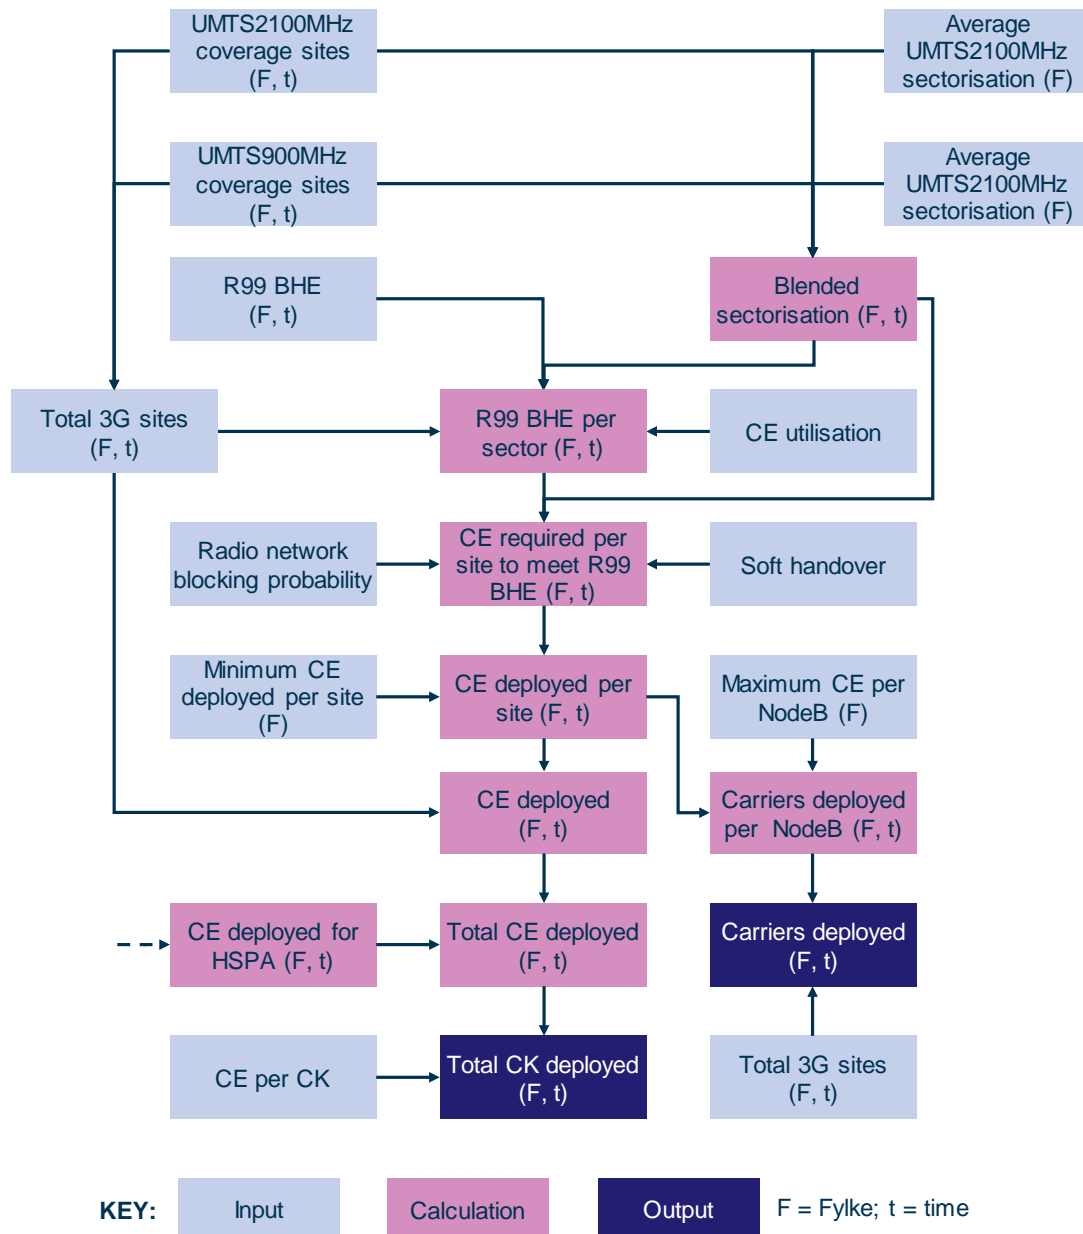 UMTS2100MHz
coverage sites
(F, t)
Average
UMTS2100MHz
sectorisation (F)
UMTS900MHz
coverage sites
(F, t)
Average
UMTS2100MHz
sectorisation (F)
R99 BHE
(F, t)
Blended
sectorisation (F, t)
Total 3G sites
(F, t)
R99 BHE per
sector (F, t)
CE utilisation
Radio network
blocking probability
CE required per
site to meet R99
BHE (F, t)
Soft handover
Minimum CE
deployed per site
(F)
CE deployed per
site (F, t)
Maximum CE per
NodeB (F)
CE deployed
(F, t)
Carriers deployed
per NodeB (F, t)
CE deployed for
HSPA (F, t)
Total CE deployed
(F, t)
Carriers deployed
(F, t)
CE per CK
Total CK deployed
(F, t)
Total 3G sites
(F, t)
KEY:
Input
Calculation
Output
F = Fylke; t = time